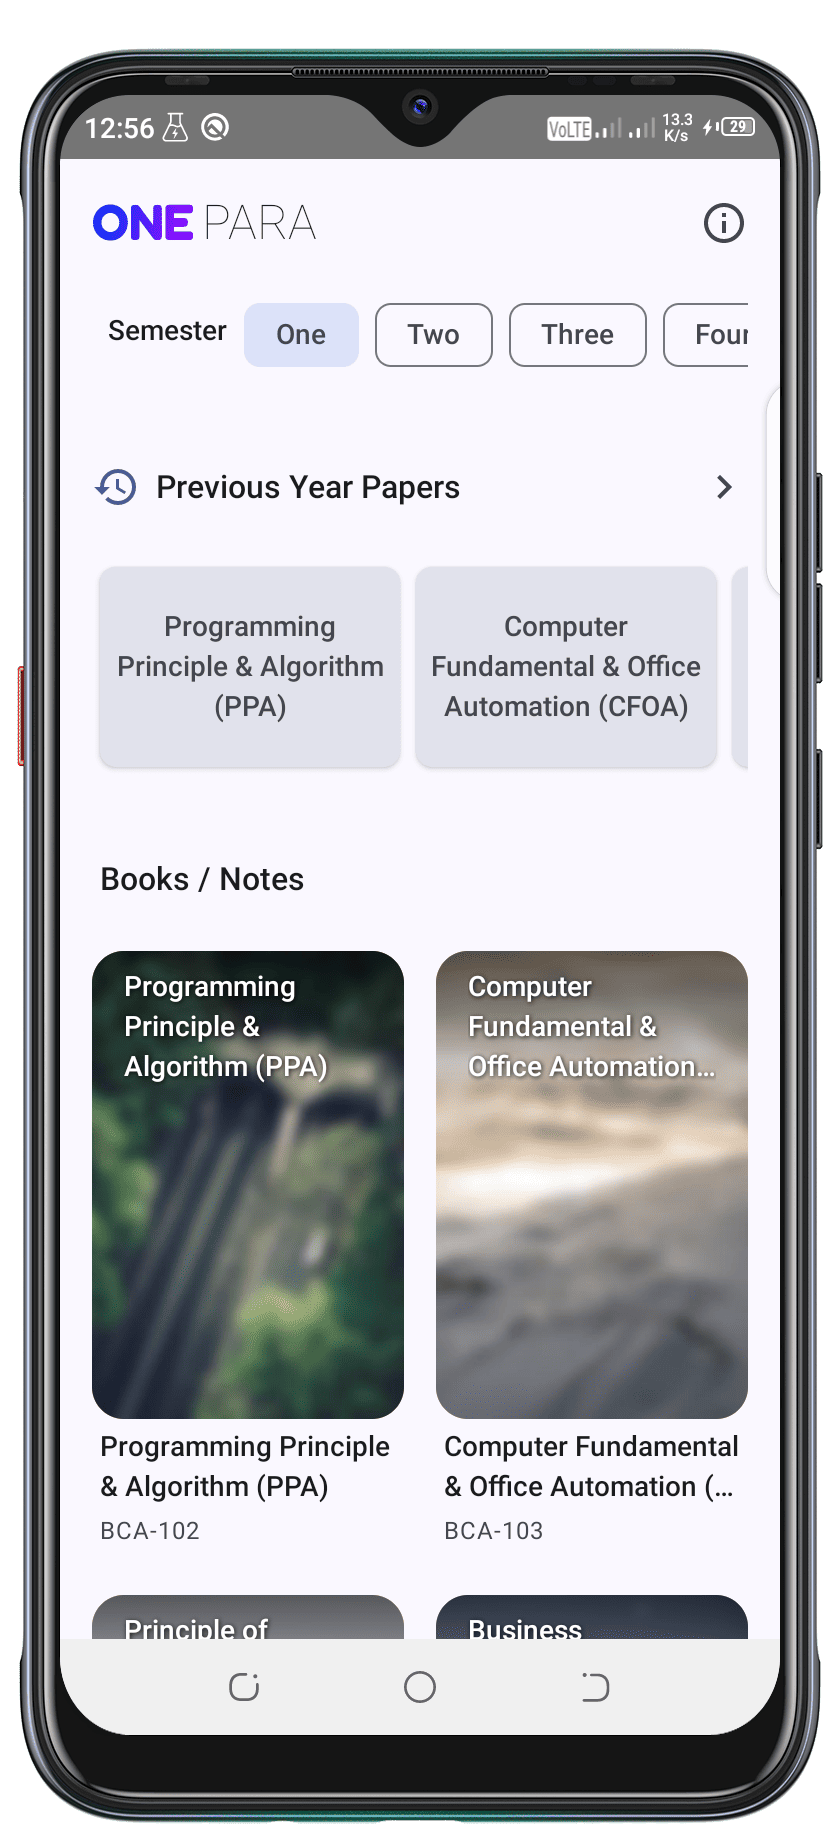 12:56 VoLTE 13.3 K/s 29
ONE PARA
Semester One Two Three Four
Previous Year Papers
Programming
Principle & Algorithm
(PPA)
Computer
Fundamental & Office
Automation (CFOA)
Books / Notes
Programming
Principle &
Algorithm (PPA)
Computer
Fundamental &
Office Automation...
Programming Principle
& Algorithm (PPA)
BCA-102
Computer Fundamental
& Office Automation (...
BCA-103
Principle of
Business